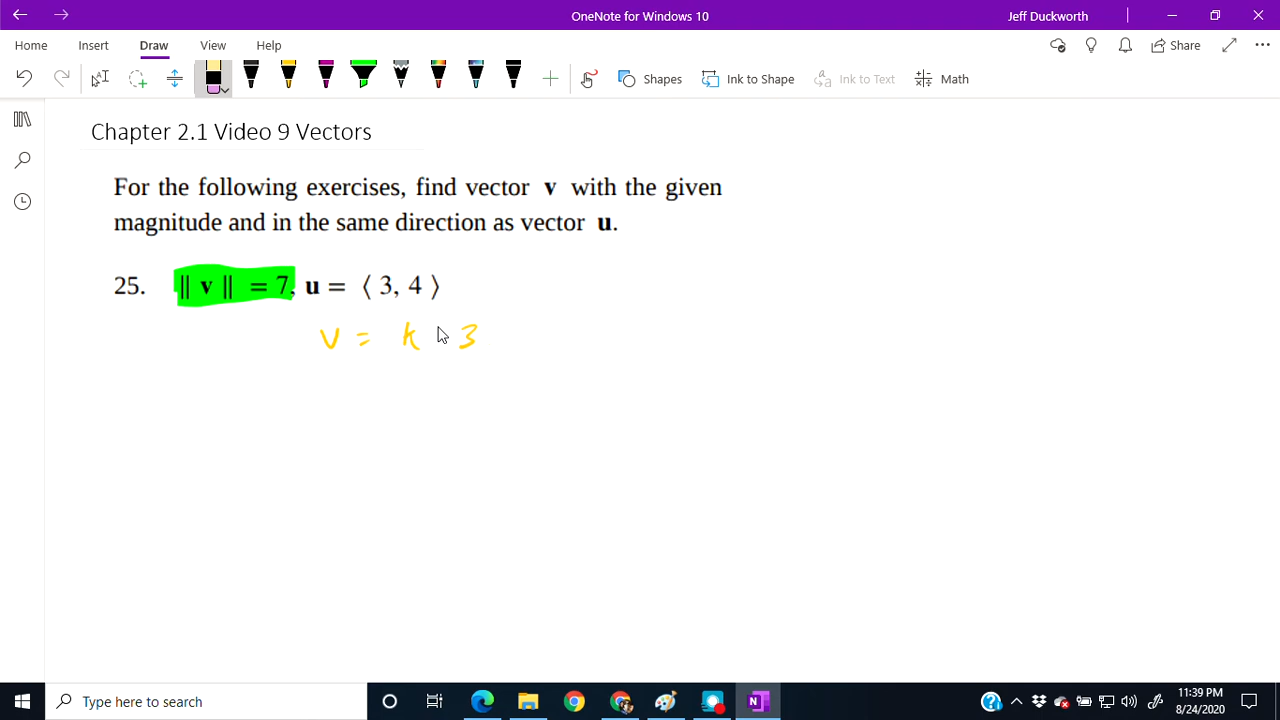 OneNote for Windows 10
Jeff Duckworth
Home Insert Draw View Help
Share
Shapes Ink to Shape Ink to Text Math
Chapter 2.1 Video 9 Vectors
For the following exercises, find vector v with the given
magnitude and in the same direction as vector u.
25. ‖ v ‖ = 7, u = ⟨ 3, 4 ⟩
v = k 3
Type here to search
11:39 PM
8/24/2020